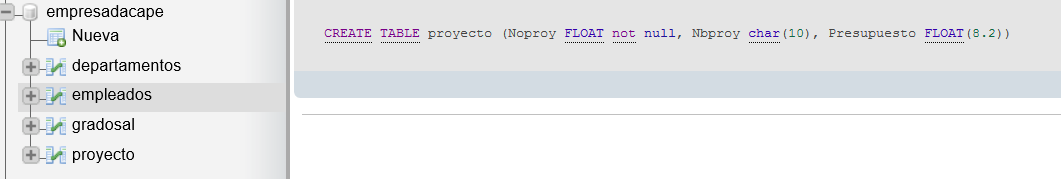 empresadacape
Nueva
departamentos
empleados
gradosal
proyecto
CREATE TABLE proyecto (Noproy FLOAT not null, Nbproy char(10), Presupuesto FLOAT(8.2))